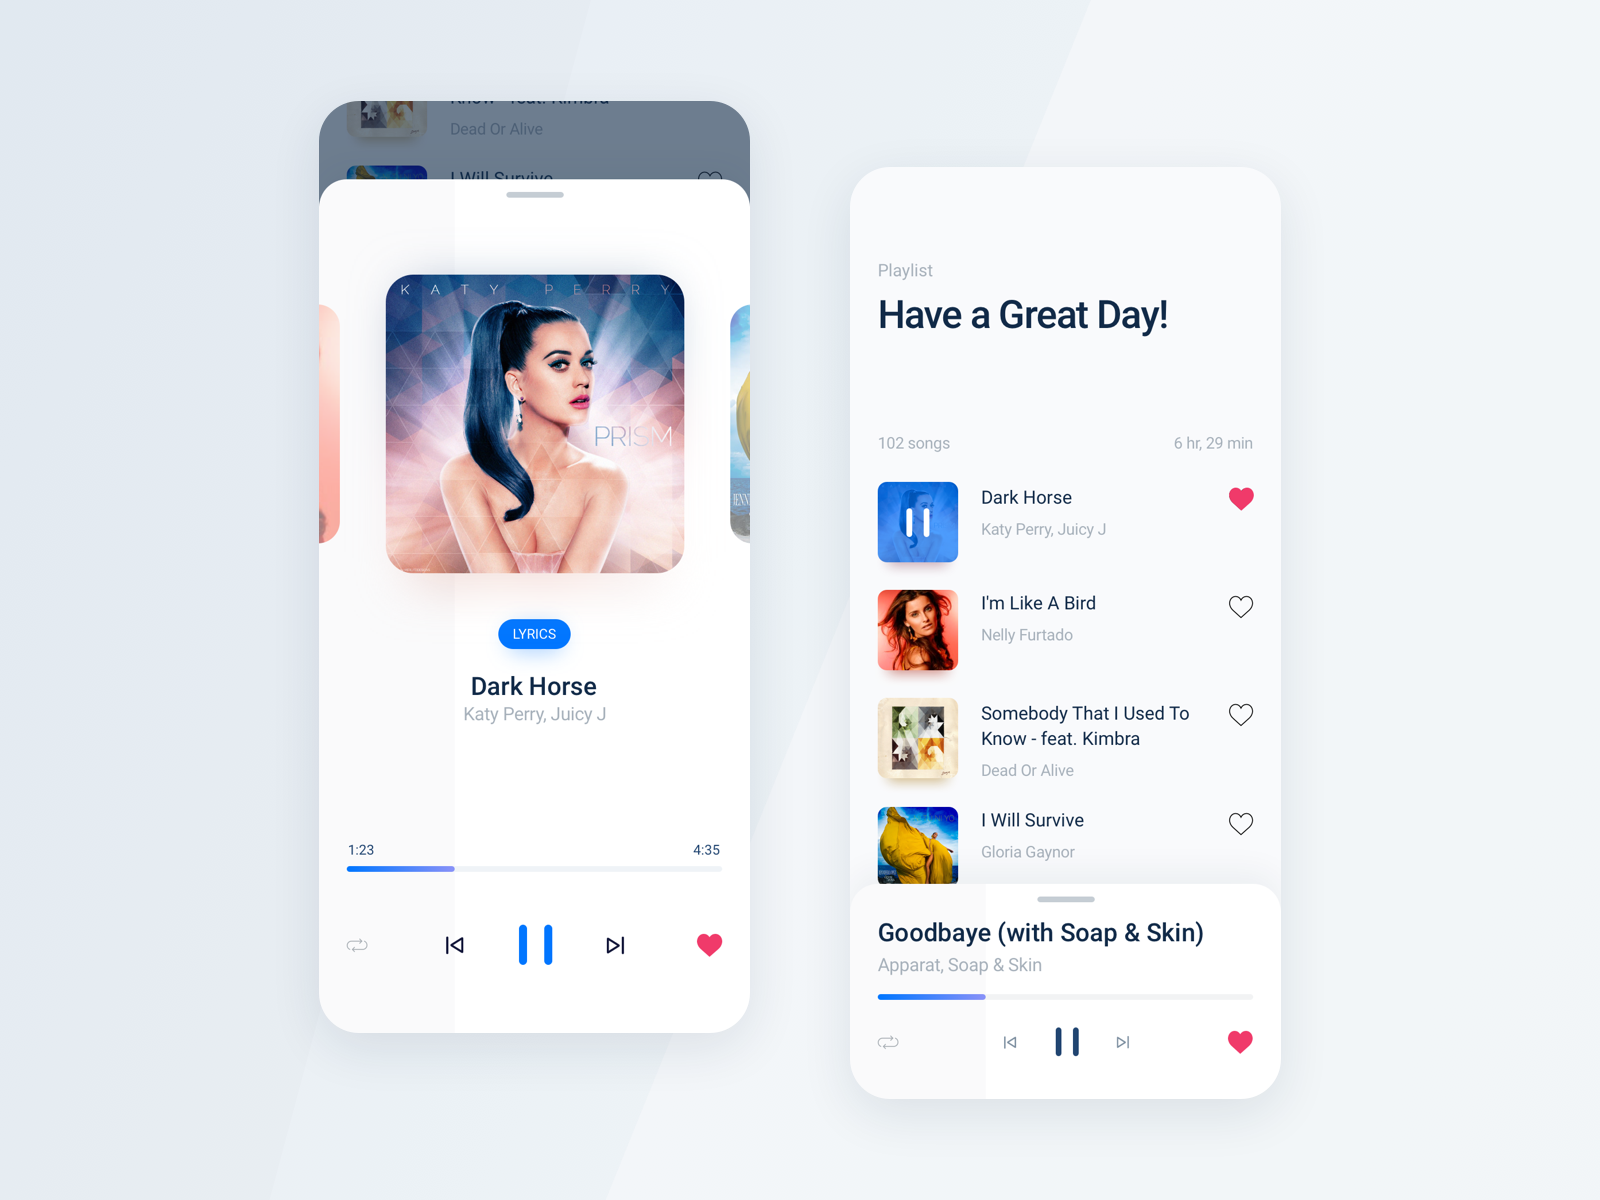 Know - feat. Kimbra
Dead Or Alive
I Will Survive
KATY PERRY
PRISM
LYRICS
Dark Horse
Katy Perry, Juicy J
1:23
4:35
Playlist
Have a Great Day!
102 songs
6 hr, 29 min
Dark Horse
Katy Perry, Juicy J
I'm Like A Bird
Nelly Furtado
Somebody That I Used To
Know - feat. Kimbra
Dead Or Alive
I Will Survive
Gloria Gaynor
Goodbaye (with Soap & Skin)
Apparat, Soap & Skin